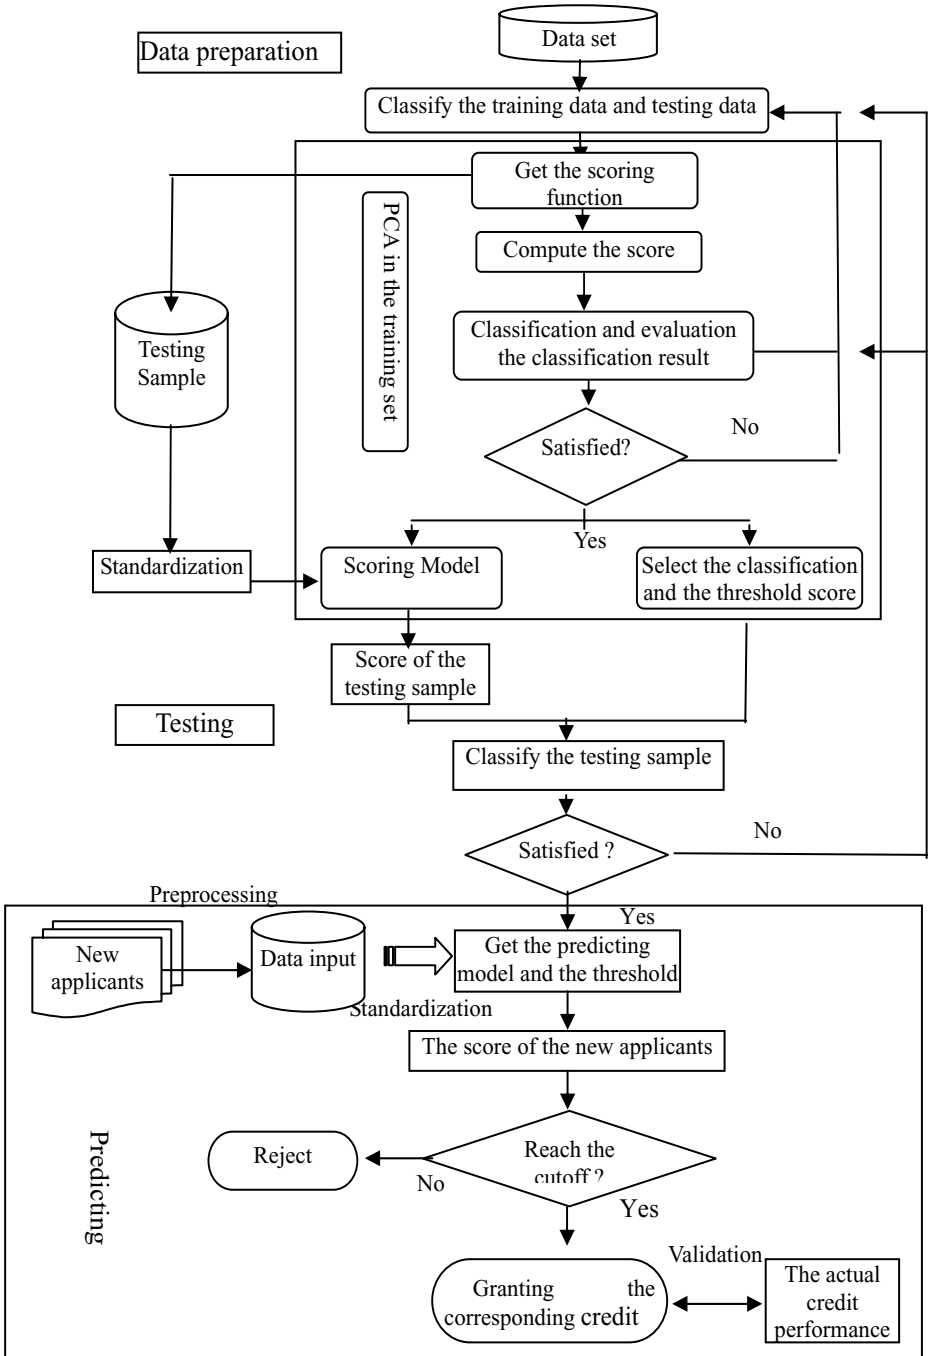 Data set
Data preparation
Classify the training data and testing data
Get the scoring
function
PCA in the training set
Compute the score
Classification and evaluation
the classification result
Testing
Sample
Satisfied?
No
Yes
Standardization
Scoring Model
Select the classification
and the threshold score
Score of the
testing sample
Testing
Classify the testing sample
Satisfied ?
No
Preprocessing
Yes
New
applicants
Data input
Get the predicting
model and the threshold
Standardization
The score of the new applicants
Predicting
Reject
Reach the
cutoff ?
No
Yes
Validation
Granting the
corresponding credit
The actual
credit
performance